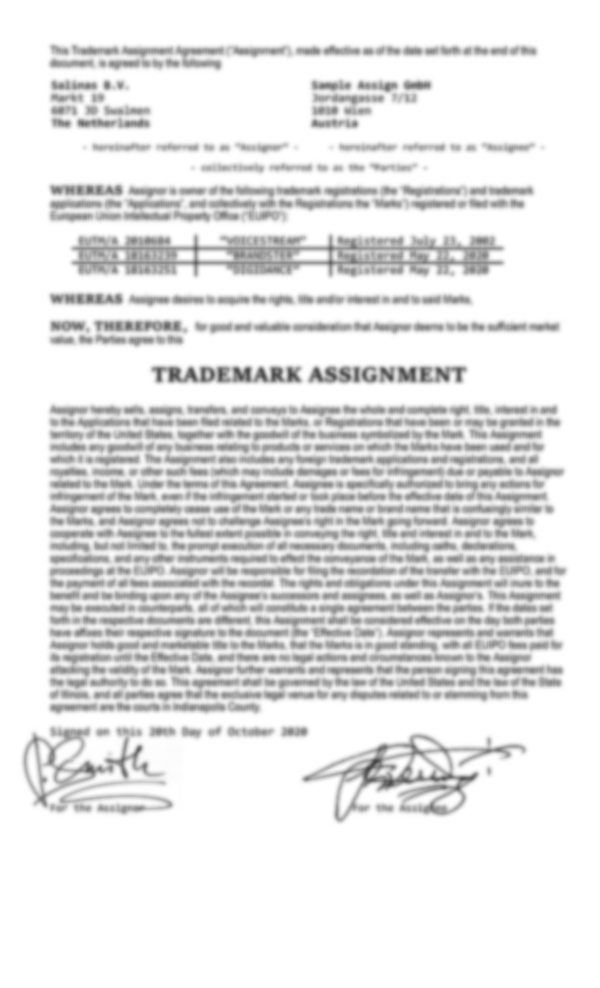 This Trademark Assignment Agreement ("Assignment"), made effective as of the date set forth at the end of this
document, is agreed to by the following
Salinas B.V. Sample Assign GmbH
Markt 19 Jordangasse 7/12
6071 JD Swalmen 1010 Wien
The Netherlands Austria
- hereinafter referred to as "Assignor" - - hereinafter referred to as "Assignee" -
- collectively referred to as the "Parties" -
WHEREAS Assignor is owner of the following trademark registrations (the "Registrations") and trademark
applications (the "Applications", and collectively with the Registrations the "Marks") registered or filed with the
European Union Intellectual Property Office ("EUIPO"):
EUTM/A 2010684 "VOICESTREAM" Registered July 23, 2002
EUTM/A 18163239 "BRANDSTER" Registered May 22, 2020
EUTM/A 18163251 "DIGIDANCE" Registered May 22, 2020
WHEREAS Assignee desires to acquire the rights, title and/or interest in and to said Marks,
NOW, THEREFORE, for good and valuable consideration that Assignor deems to be the sufficient market
value, the Parties agree to this
TRADEMARK ASSIGNMENT
Assignor hereby sells, assigns, transfers, and conveys to Assignee the whole and complete right, title, interest in and
to the Applications that have been filed related to the Marks, or Registrations that have been or may be granted in the
territory of the United States, together with the goodwill of the business symbolized by the Mark. This Assignment
includes any goodwill of any business relating to products or services on which the Marks have been used and for
which it is registered. The Assignment also includes any foreign trademark applications and registrations, and all
royalties, income, or other such fees (which may include damages or fees for infringement) due or payable to Assignor
related to the Mark. Under the terms of this Agreement, Assignee is specifically authorized to bring any actions for
infringement of the Mark, even if the infringement started or took place before the effective date of this Assignment.
Assignor agrees to completely cease use of the Mark or any trade name or brand name that is confusingly similar to
the Marks, and Assignor agrees not to challenge Assignee's right in the Mark going forward. Assignor agrees to
cooperate with Assignee to the fullest extent possible in conveying the right, title and interest in and to the Mark,
including, but not limited to, the prompt execution of all necessary documents, including oaths, declarations,
specifications, and any other instruments required to effect the conveyance of the Mark, as well as any assistance in
proceedings at the EUIPO. Assignor will be responsible for filing the recordation of the transfer with the EUIPO, and for
the payment of all fees associated with the recordal. The rights and obligations under this Assignment will inure to the
benefit and be binding upon any of the Assignee's successors and assignees, as well as Assignor's. This Assignment
may be executed in counterparts, all of which will constitute a single agreement between the parties. If the dates set
forth in the respective documents are different, this Assignment shall be considered effective on the day both parties
have affixes their respective signature to the document (the "Effective Date"). Assignor represents and warrants that
Assignor holds good and marketable title to the Marks, that the Marks is in good standing, with all EUIPO fees paid for
its registration until the Effective Date, and there are no legal actions and circumstances known to the Assignor
attacking the validity of the Mark. Assignor further warrants and represents that the person signing this agreement has
the legal authority to do so. This agreement shall be governed by the law of the United States and the law of the State
of Illinois, and all parties agree that the exclusive legal venue for any disputes related to or stemming from this
agreement are the courts in Indianapolis County.
Signed on this 20th Day of October 2020
Smith
For the Assignor For the Assignee